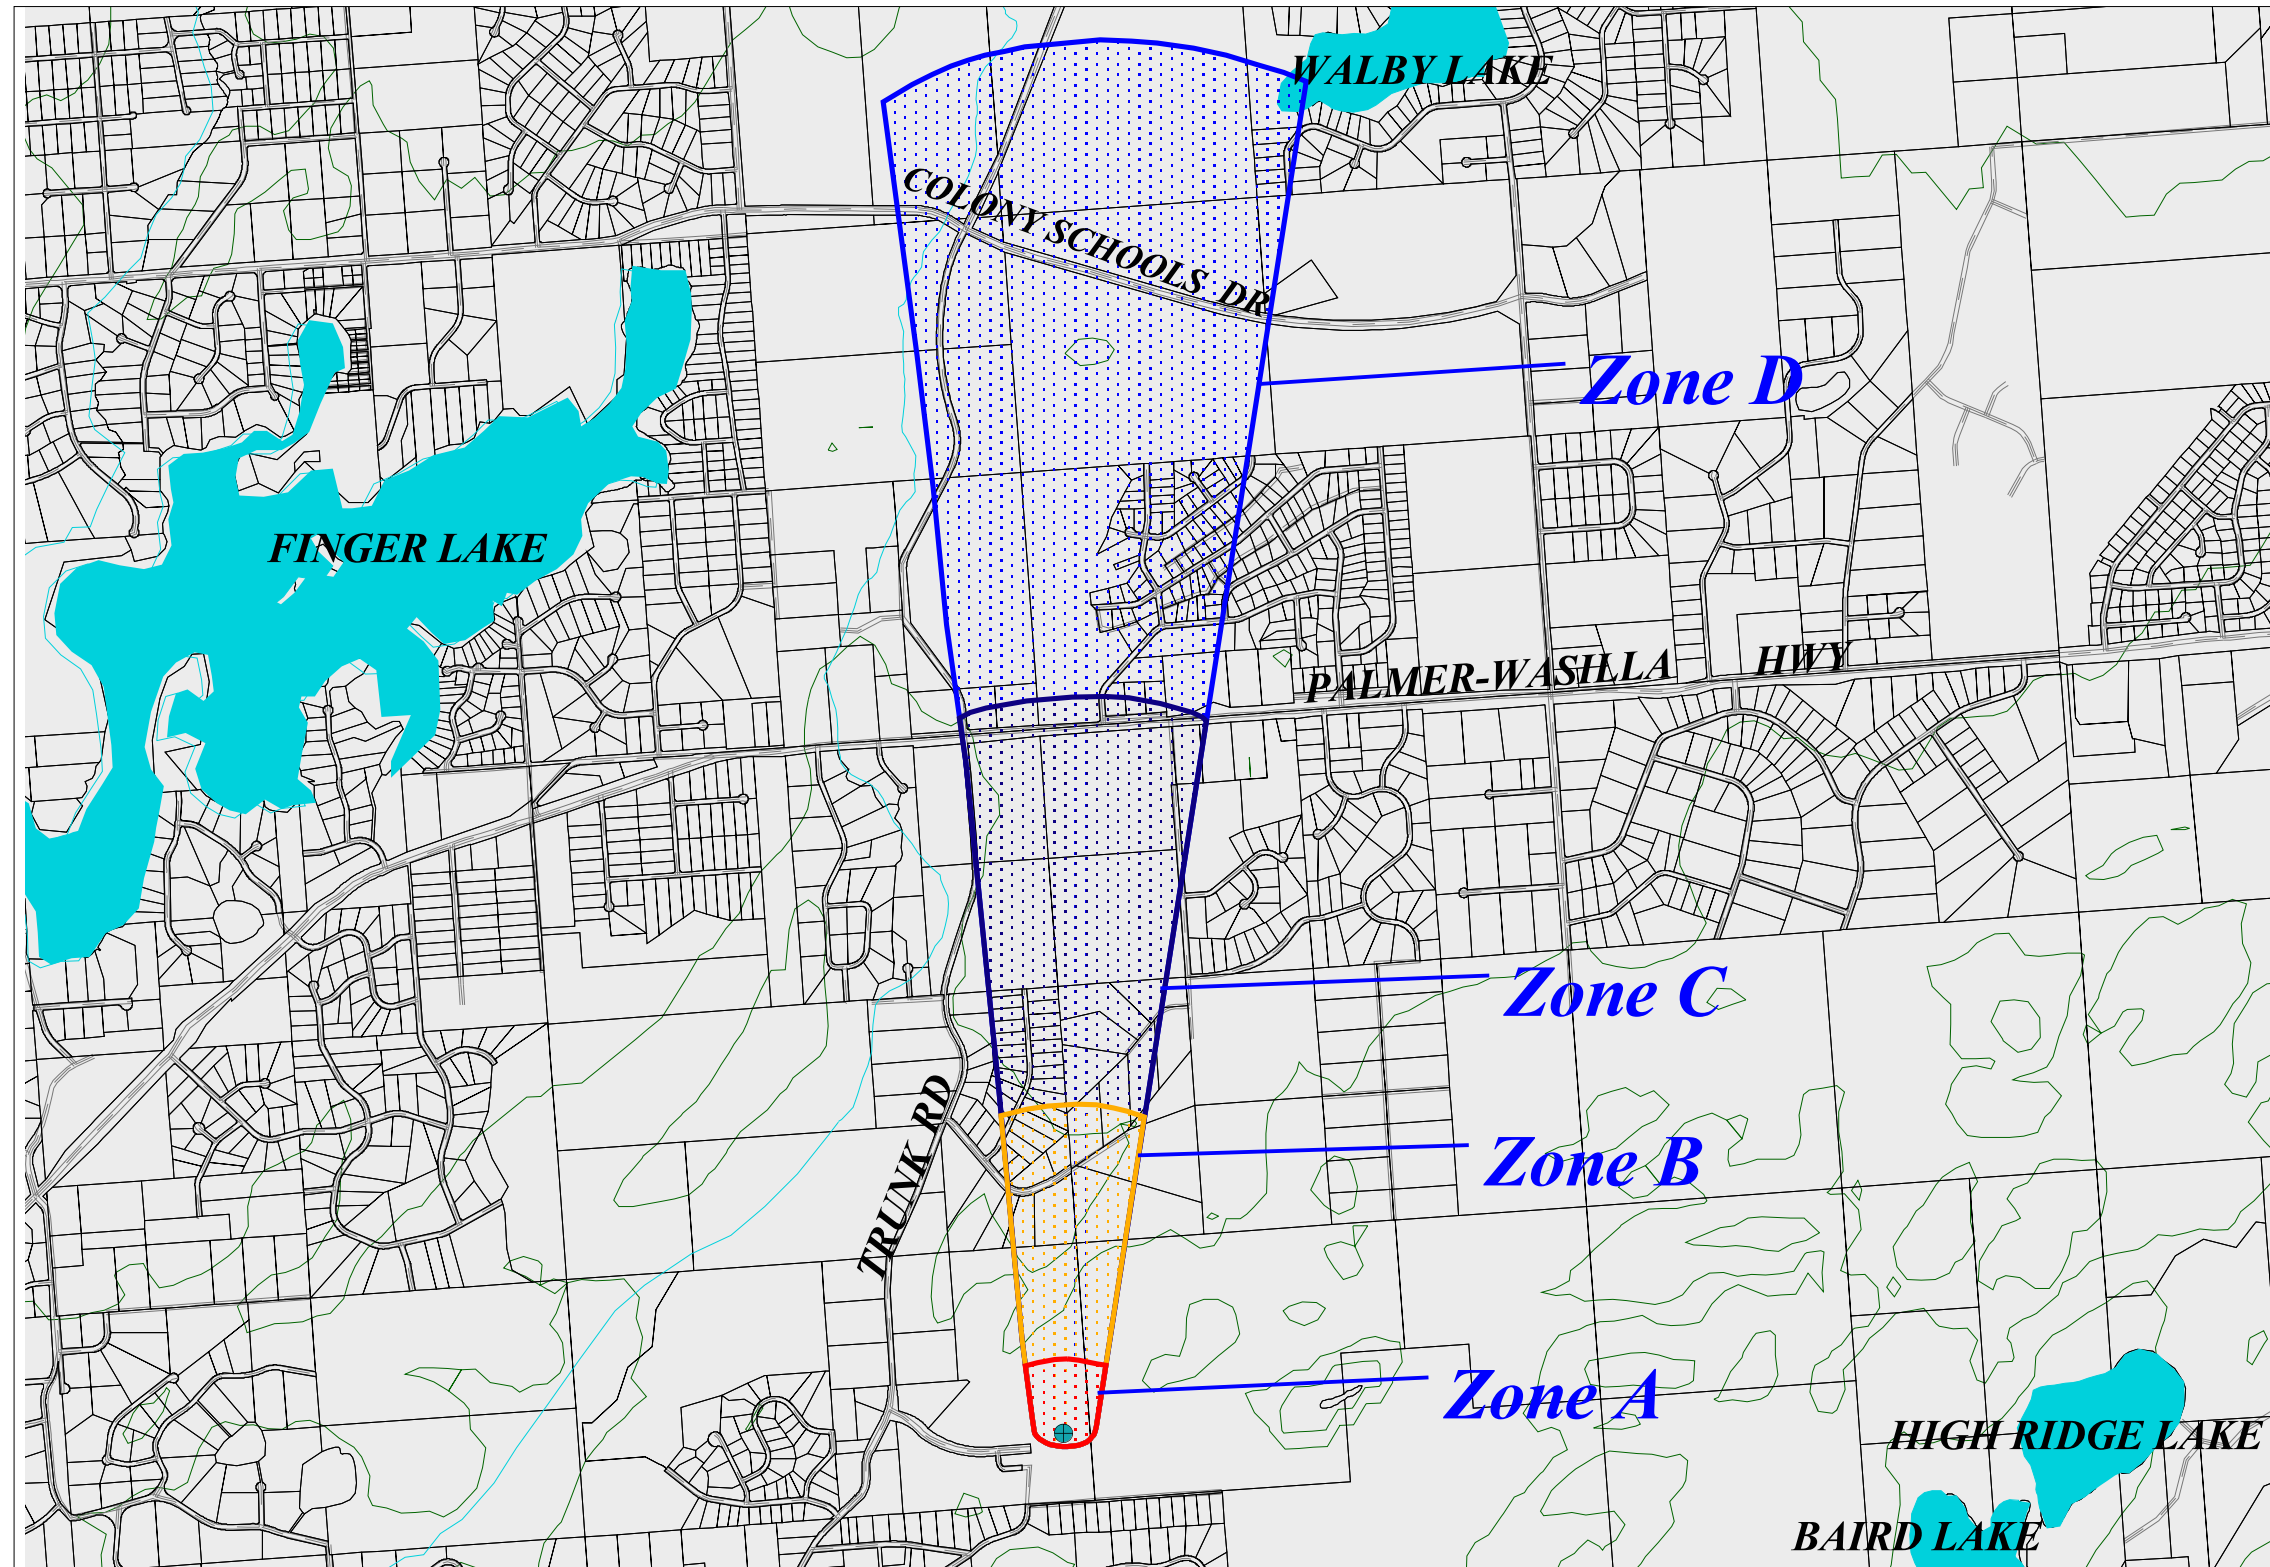 WALBY LAKE
COLONY SCHOOLS DR
Zone D
FINGER LAKE
PALMER-WASILLA HWY
Zone C
TRUNK RD
Zone B
Zone A
HIGH RIDGE LAKE
BAIRD LAKE